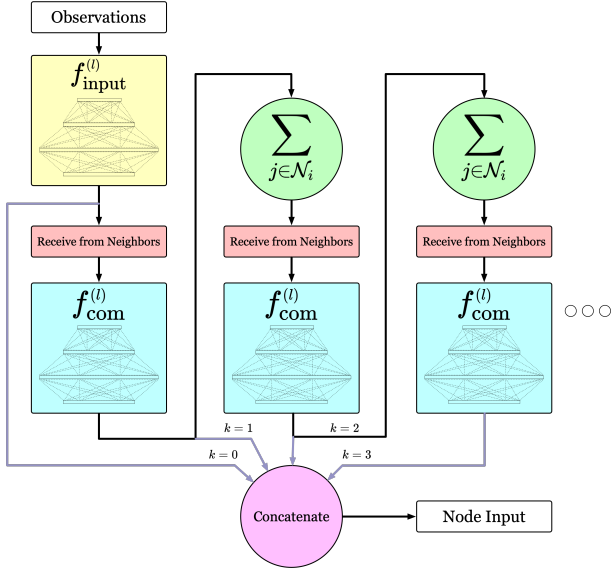 Observations
f_input^(l)
∑
j∈𝒩_i
∑
j∈𝒩_i
Receive from Neighbors
Receive from Neighbors
Receive from Neighbors
f_com^(l)
f_com^(l)
f_com^(l)
k = 1
k = 2
k = 0
k = 3
Concatenate
Node Input